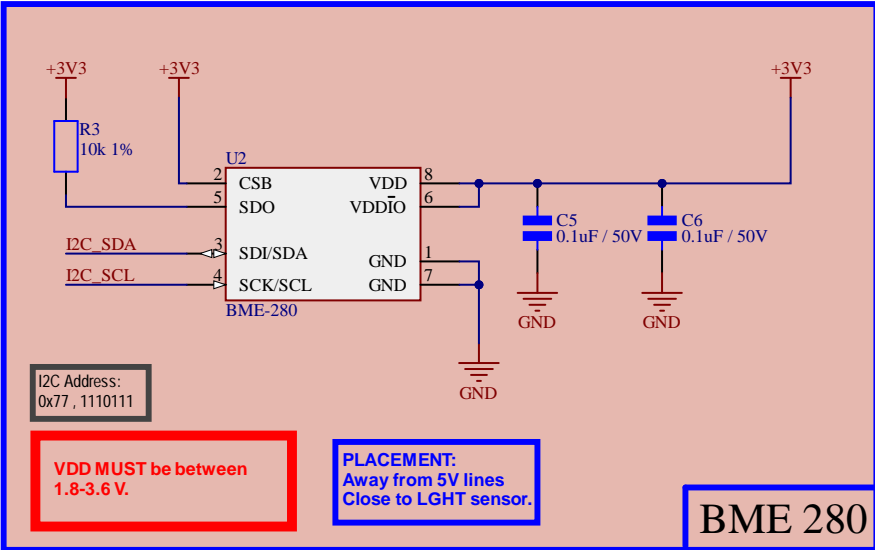 +3V3
+3V3
+3V3
R3
10k 1%
U2
2
CSB
VDD
8
5
SDO
VDDIO
6
C5
0.1uF / 50V
C6
0.1uF / 50V
I2C_SDA
3
SDI/SDA
GND
1
I2C_SCL
4
SCK/SCL
GND
7
BME-280
GND
GND
GND
I2C Address:
0x77 , 1110111
VDD MUST be between
1.8-3.6 V.
PLACEMENT:
Away from 5V lines
Close to LGHT sensor.
BME 280